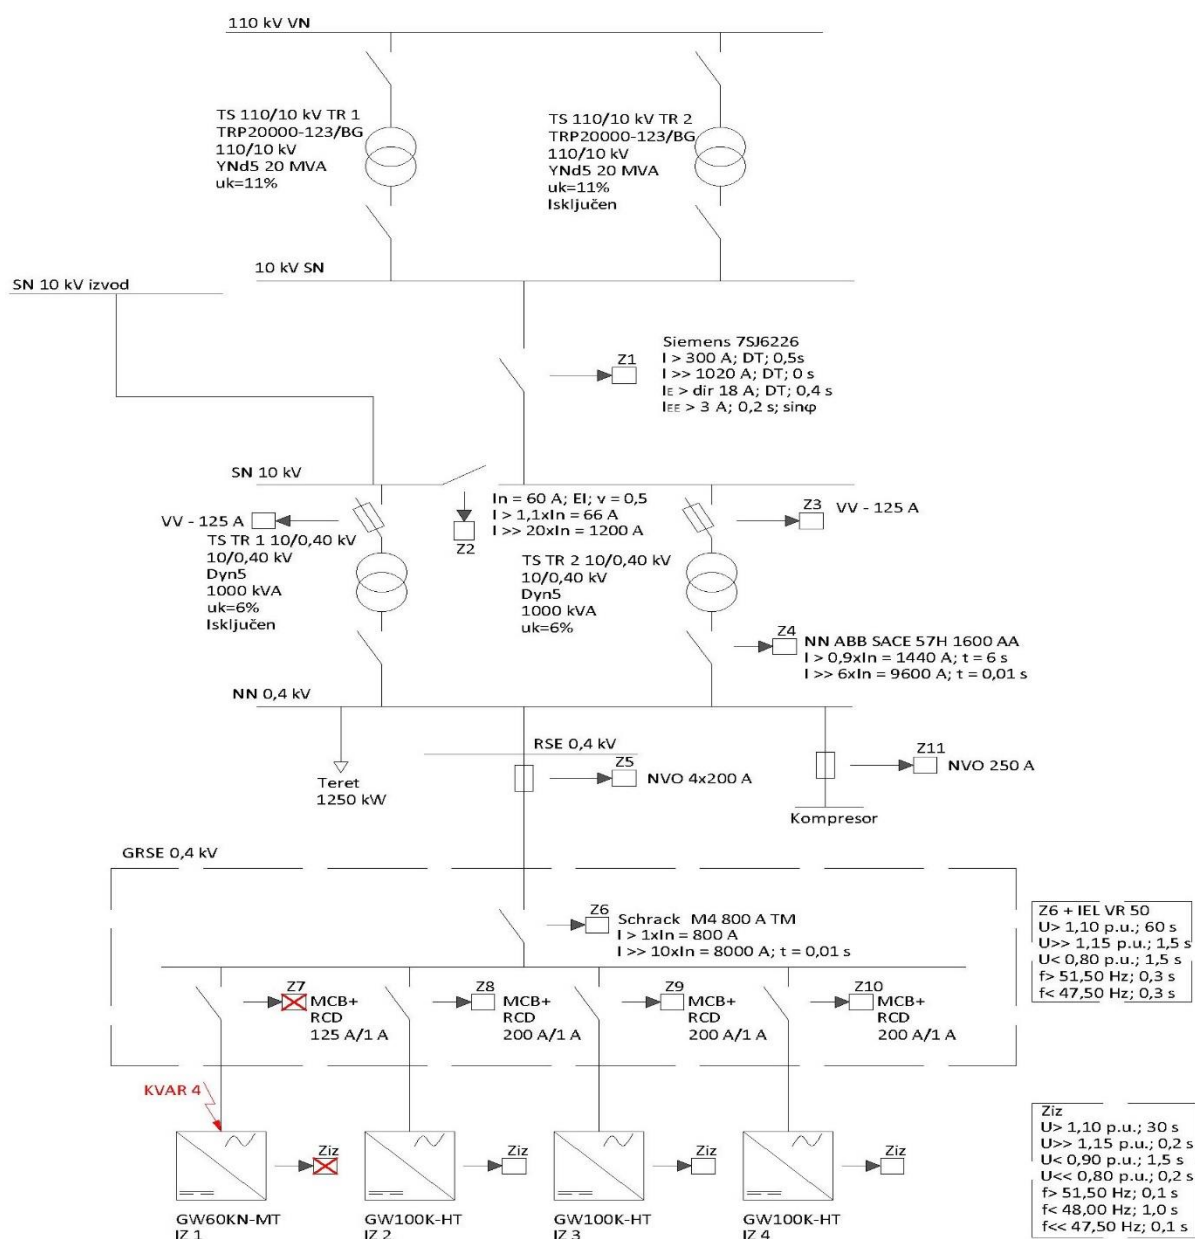 110 kV VN
TS 110/10 kV TR 1
TRP20000-123/BG
110/10 kV
YNd5 20 MVA
uk=11%
TS 110/10 kV TR 2
TRP20000-123/BG
110/10 kV
YNd5 20 MVA
uk=11%
Isključen
10 kV SN
SN 10 kV izvod
Z1
Siemens 7SJ6226
I > 300 A; DT; 0,5s
I >> 1020 A; DT; 0 s
IE > dir 18 A; DT; 0,4 s
IEE > 3 A; 0,2 s; sinφ
SN 10 kV
VV - 125 A
TS TR 1 10/0,40 kV
10/0,40 kV
Dyn5
1000 kVA
uk=6%
Isključen
Z2
In = 60 A; EI; v = 0,5
I > 1,1xIn = 66 A
I >> 20xIn = 1200 A
Z3
VV - 125 A
TS TR 2 10/0,40 kV
10/0,40 kV
Dyn5
1000 kVA
uk=6%
Z4
NN ABB SACE 57H 1600 AA
I > 0,9xIn = 1440 A; t = 6 s
I >> 6xIn = 9600 A; t = 0,01 s
NN 0,4 kV
Teret
1250 kW
RSE 0,4 kV
Z5
NVO 4x200 A
Z11
NVO 250 A
Kompresor
GRSE 0,4 kV
Z6
Schrack M4 800 A TM
I > 1xIn = 800 A
I >> 10xIn = 8000 A; t = 0,01 s
Z6 + IEL VR 50
U> 1,10 p.u.; 60 s
U>> 1,15 p.u.; 1,5 s
U< 0,80 p.u.; 1,5 s
f> 51,50 Hz; 0,3 s
f< 47,50 Hz; 0,3 s
Z7
MCB+
RCD
125 A/1 A
Z8
MCB+
RCD
200 A/1 A
Z9
MCB+
RCD
200 A/1 A
Z10
MCB+
RCD
200 A/1 A
KVAR 4
Ziz
Ziz
Ziz
Ziz
GW60KN-MT
IZ 1
GW100K-HT
IZ 2
GW100K-HT
IZ 3
GW100K-HT
IZ 4
Ziz
U> 1,10 p.u.; 30 s
U>> 1,15 p.u.; 0,2 s
U< 0,90 p.u.; 1,5 s
U<< 0,80 p.u.; 0,2 s
f> 51,50 Hz; 0,1 s
f< 48,00 Hz; 1,0 s
f<< 47,50 Hz; 0,1 s